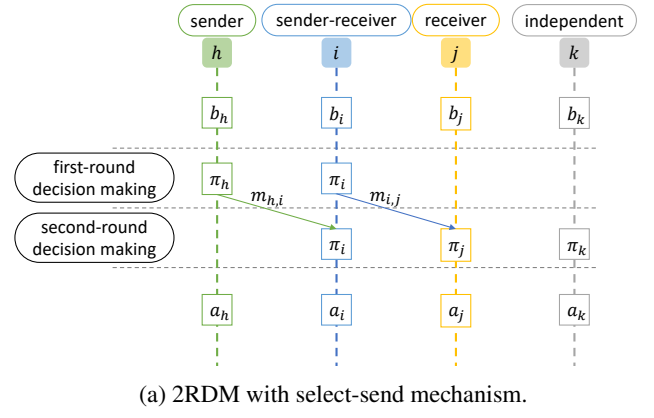 sender sender-receiver receiver independent
h i j k
b_h b_i b_j b_k
first-round
decision making
π_h π_i
m_{h,i} m_{i,j}
second-round
decision making
π_i π_j π_k
a_h a_i a_j a_k
(a) 2RDM with select-send mechanism.